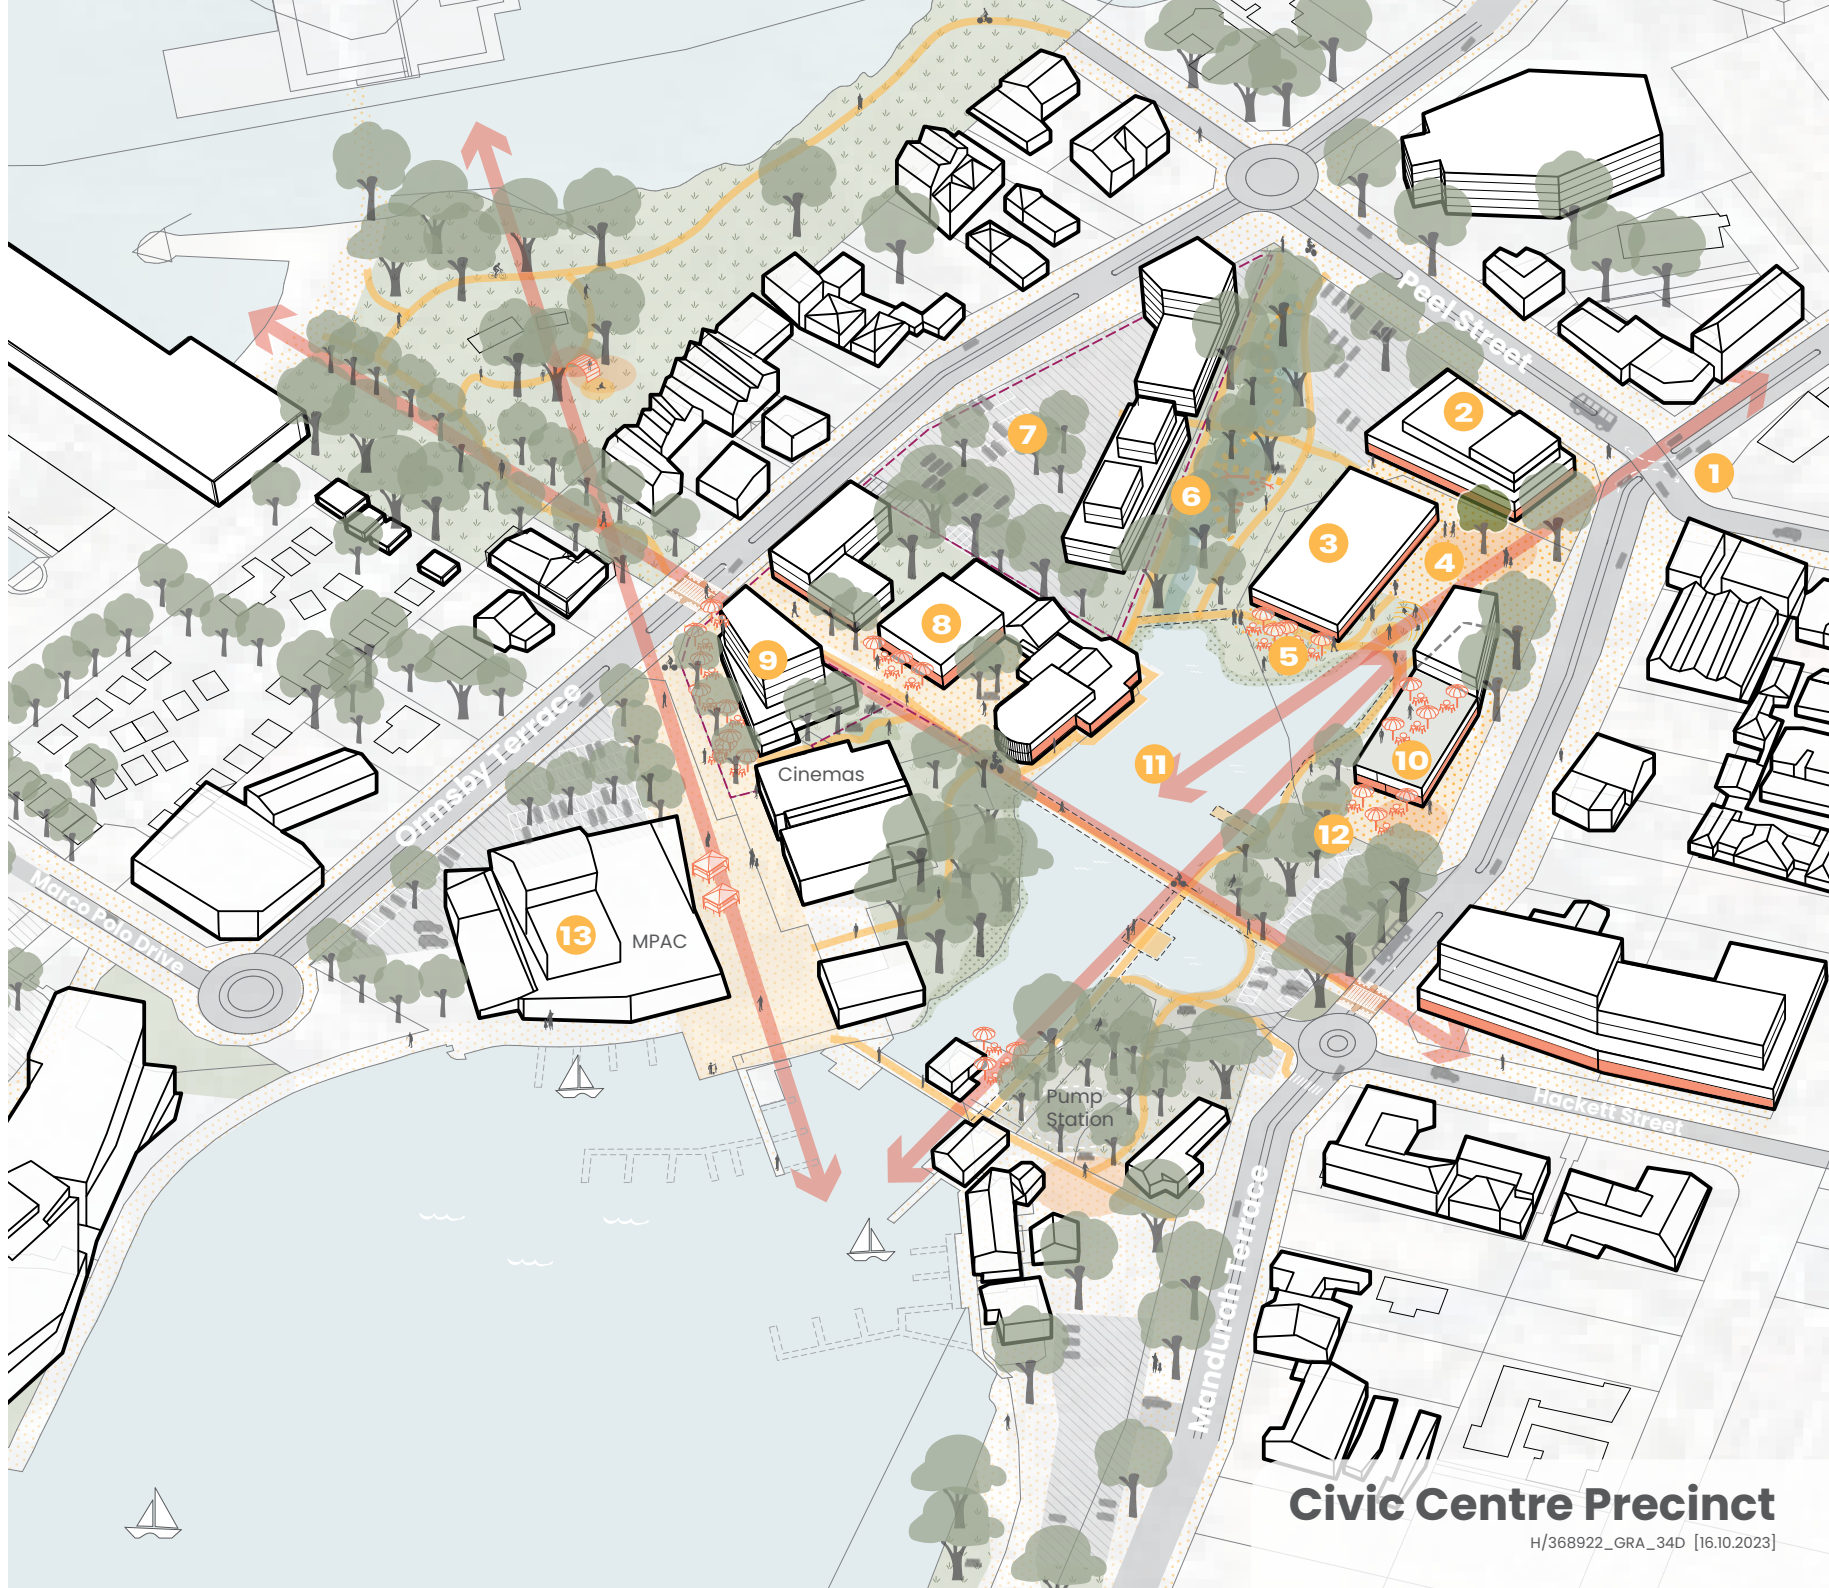 Peel Street
2
1
7
6
3
4
8
9
5
Cinemas
10
11
Ormsby Terrace
12
Marco Polo Drive
13
MPAC
Pump
Station
Hackett Street
Mandurah Terrace
Civic Centre Precinct
H/368922_GRA_34D [16.10.2023]